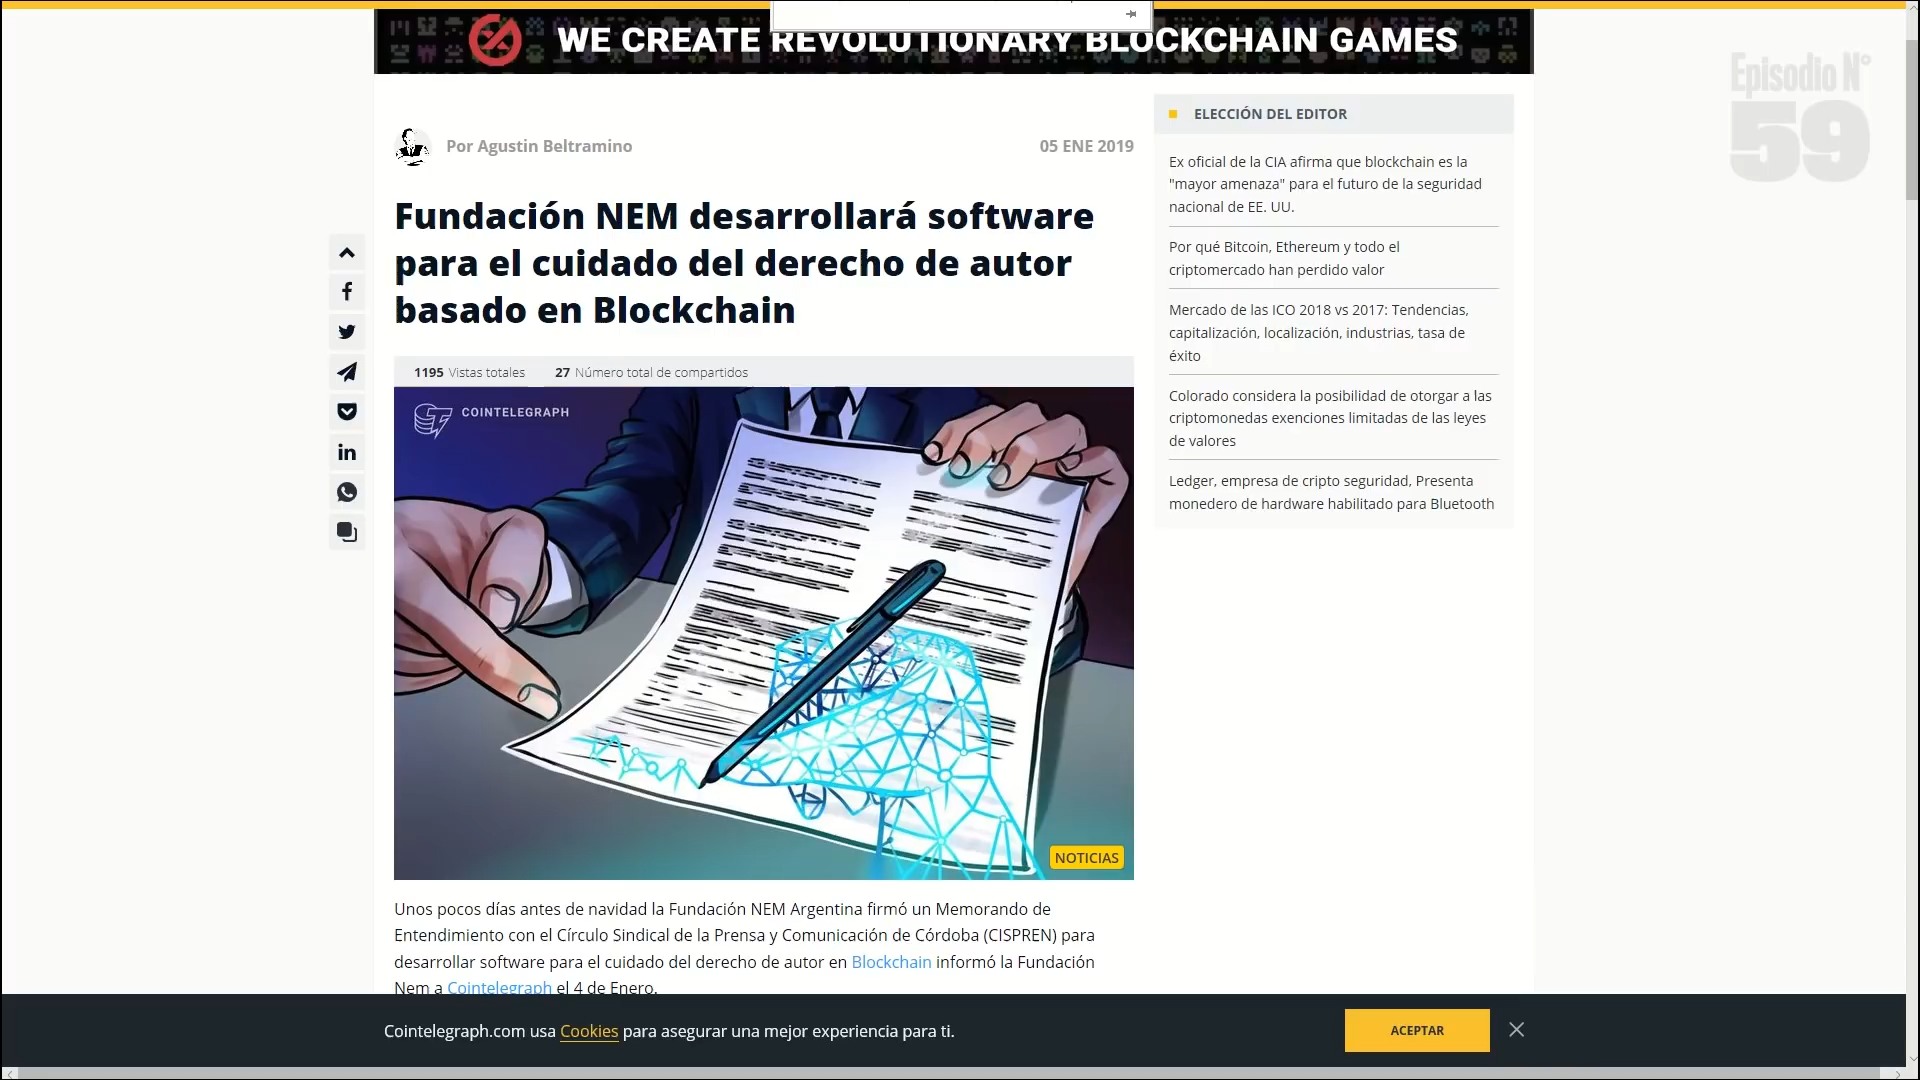 WE CREATE REVOLUTIONARY BLOCKCHAIN GAMES
Episodio N°
59
Por Agustin Beltramino
05 ENE 2019
Fundación NEM desarrollará software
para el cuidado del derecho de autor
basado en Blockchain
1195 Vistas totales
27 Número total de compartidos
COINTELEGRAPH
NOTICIAS
Unos pocos días antes de navidad la Fundación NEM Argentina firmó un Memorando de
Entendimiento con el Círculo Sindical de la Prensa y Comunicación de Córdoba (CISPREN) para
desarrollar software para el cuidado del derecho de autor en Blockchain informó la Fundación
Nem a Cointelegraph el 4 de Enero.
ELECCIÓN DEL EDITOR
Ex oficial de la CIA afirma que blockchain es la
"mayor amenaza" para el futuro de la seguridad
nacional de EE. UU.
Por qué Bitcoin, Ethereum y todo el
criptomercado han perdido valor
Mercado de las ICO 2018 vs 2017: Tendencias,
capitalización, localización, industrias, tasa de
éxito
Colorado considera la posibilidad de otorgar a las
criptomonedas exenciones limitadas de las leyes
de valores
Ledger, empresa de cripto seguridad, Presenta
monedero de hardware habilitado para Bluetooth
Cointelegraph.com usa Cookies para asegurar una mejor experiencia para ti.
ACEPTAR